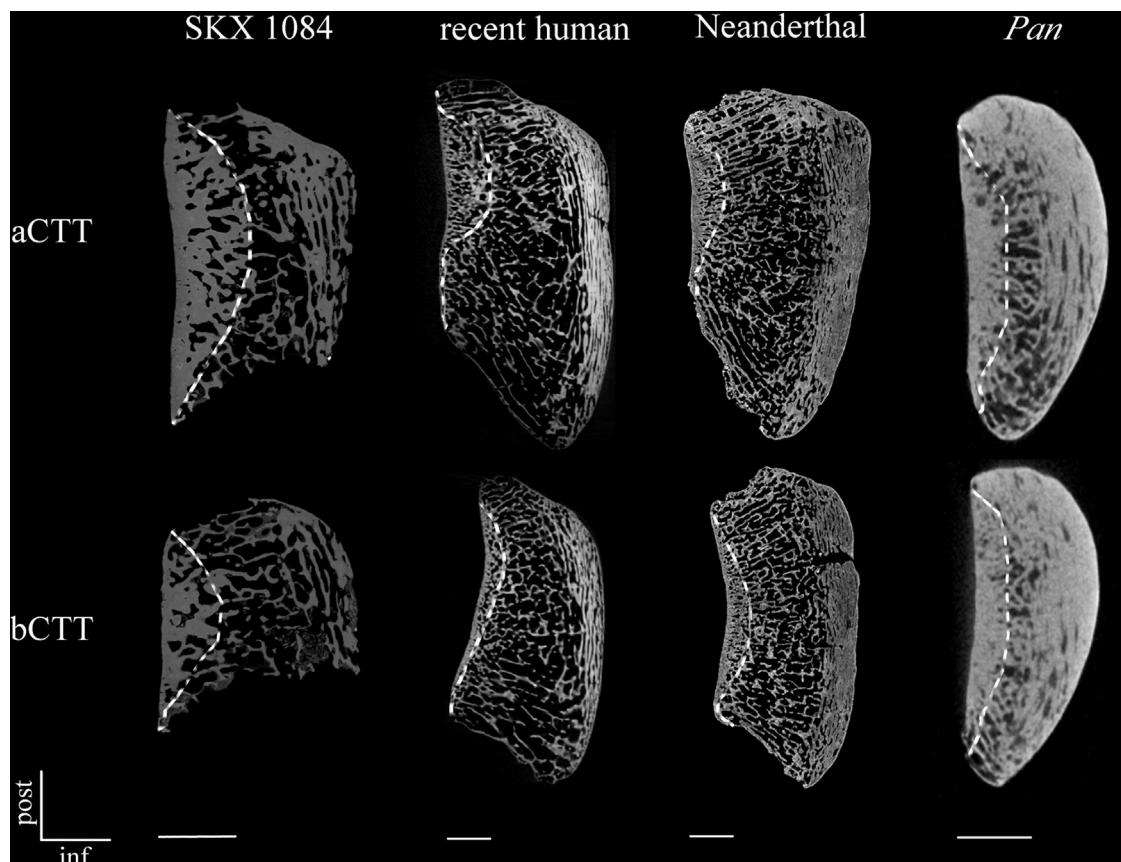 SKX 1084
recent human
Neanderthal
Pan
aCTT
bCTT
post
inf